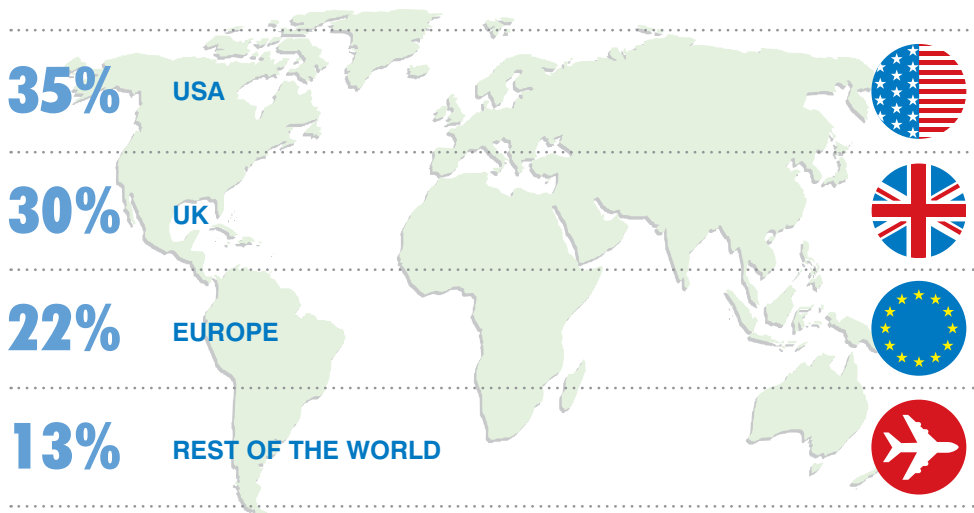 35% USA
30% UK
22% EUROPE
13% REST OF THE WORLD